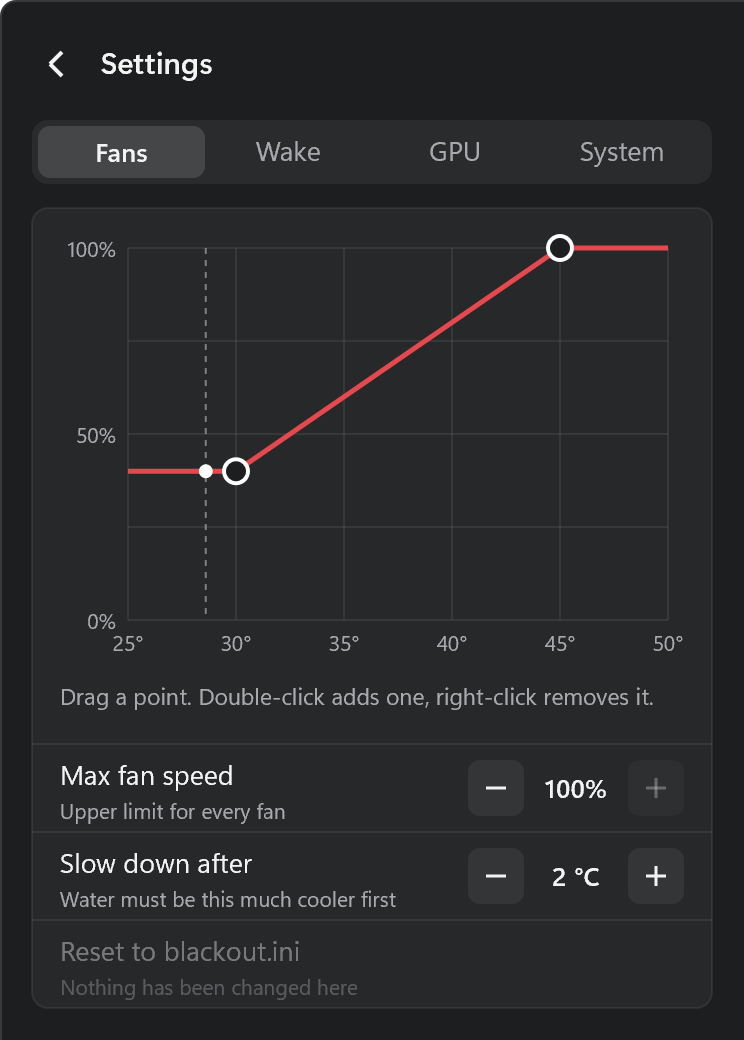 Settings
Fans Wake GPU System
100%
50%
0%
25° 30° 35° 40° 45° 50°
Drag a point. Double-click adds one, right-click removes it.
Max fan speed
Upper limit for every fan
− 100% +
Slow down after
Water must be this much cooler first
− 2 °C +
Reset to blackout.ini
Nothing has been changed here